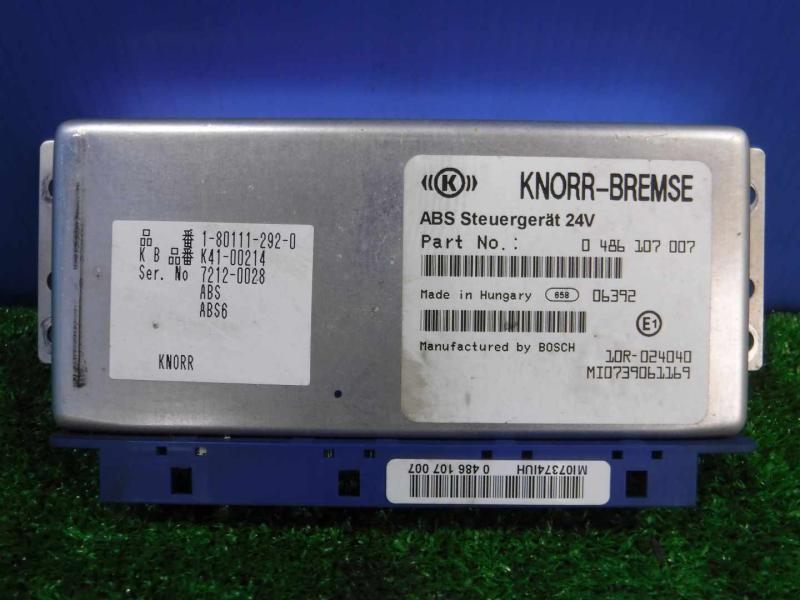 品 番 1-80111-292-0
K B 品番 K41-00214
Ser. No 7212-0028
ABS
ABS6
KNORR
((K)) KNORR-BREMSE
ABS Steuergerät 24V
Part No.: 0 486 107 007
Made in Hungary 658 06392
E1
Manufactured by BOSCH
10R-024040
MI0739061169
MI07374IUH
0 486 107 007